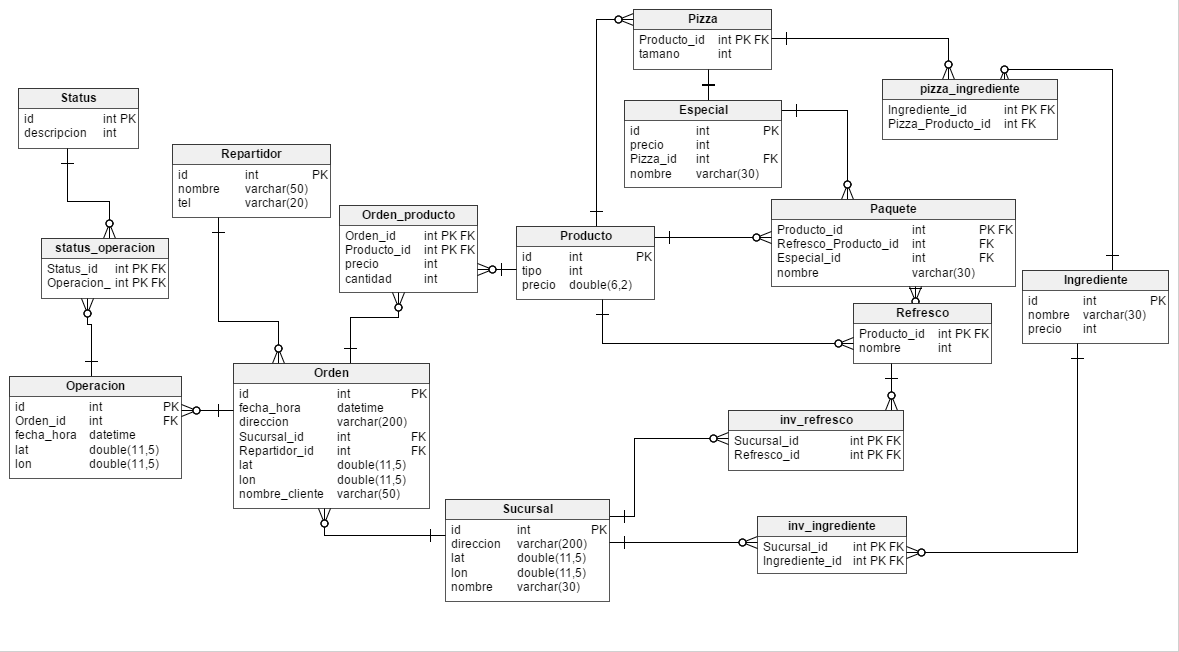 Pizza
Producto_id int PK FK
tamano int
pizza_ingrediente
Ingrediente_id int PK FK
Pizza_Producto_id int FK
Status
id int PK
descripcion int
Especial
id int PK
precio int
Pizza_id int FK
nombre varchar(30)
Repartidor
id int PK
nombre varchar(50)
tel varchar(20)
Orden_producto
Orden_id int PK FK
Producto_id int PK FK
precio int
cantidad int
Paquete
Producto_id int PK FK
Refresco_Producto_id int FK
Especial_id int FK
nombre varchar(30)
Producto
id int PK
tipo int
precio double(6,2)
status_operacion
Status_id int PK FK
Operacion_ int PK FK
Ingrediente
id int PK
nombre varchar(30)
precio int
Refresco
Producto_id int PK FK
nombre int
Operacion
id int PK
Orden_id int FK
fecha_hora datetime
lat double(11,5)
lon double(11,5)
Orden
id int PK
fecha_hora datetime
direccion varchar(200)
Sucursal_id int FK
Repartidor_id int FK
lat double(11,5)
lon double(11,5)
nombre_cliente varchar(50)
inv_refresco
Sucursal_id int PK FK
Refresco_id int PK FK
Sucursal
id int PK
direccion varchar(200)
lat double(11,5)
lon double(11,5)
nombre varchar(30)
inv_ingrediente
Sucursal_id int PK FK
Ingrediente_id int PK FK